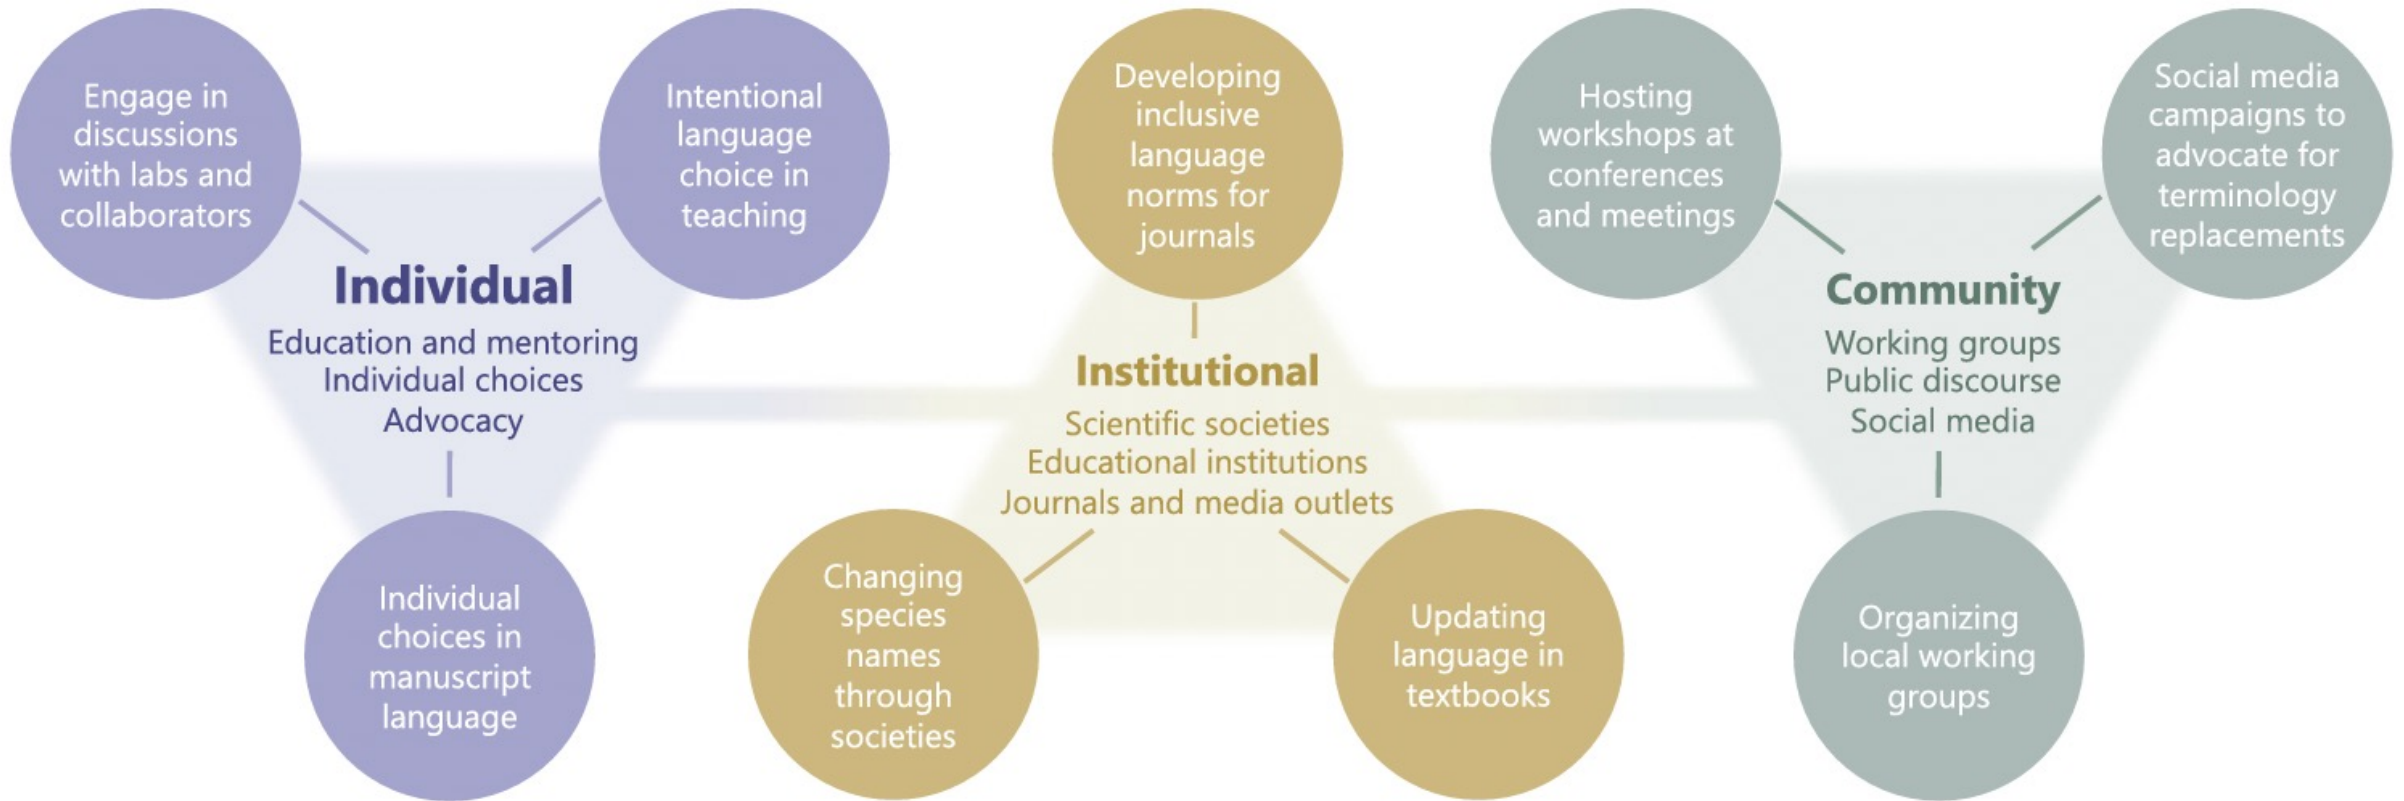 Engage in
discussions
with labs and
collaborators
Intentional
language
choice in
teaching
Individual
Education and mentoring
Individual choices
Advocacy
Individual
choices in
manuscript
language
Developing
inclusive
language
norms for
journals
Institutional
Scientific societies
Educational institutions
Journals and media outlets
Changing
species
names
through
societies
Updating
language in
textbooks
Hosting
workshops at
conferences
and meetings
Social media
campaigns to
advocate for
terminology
replacements
Community
Working groups
Public discourse
Social media
Organizing
local working
groups